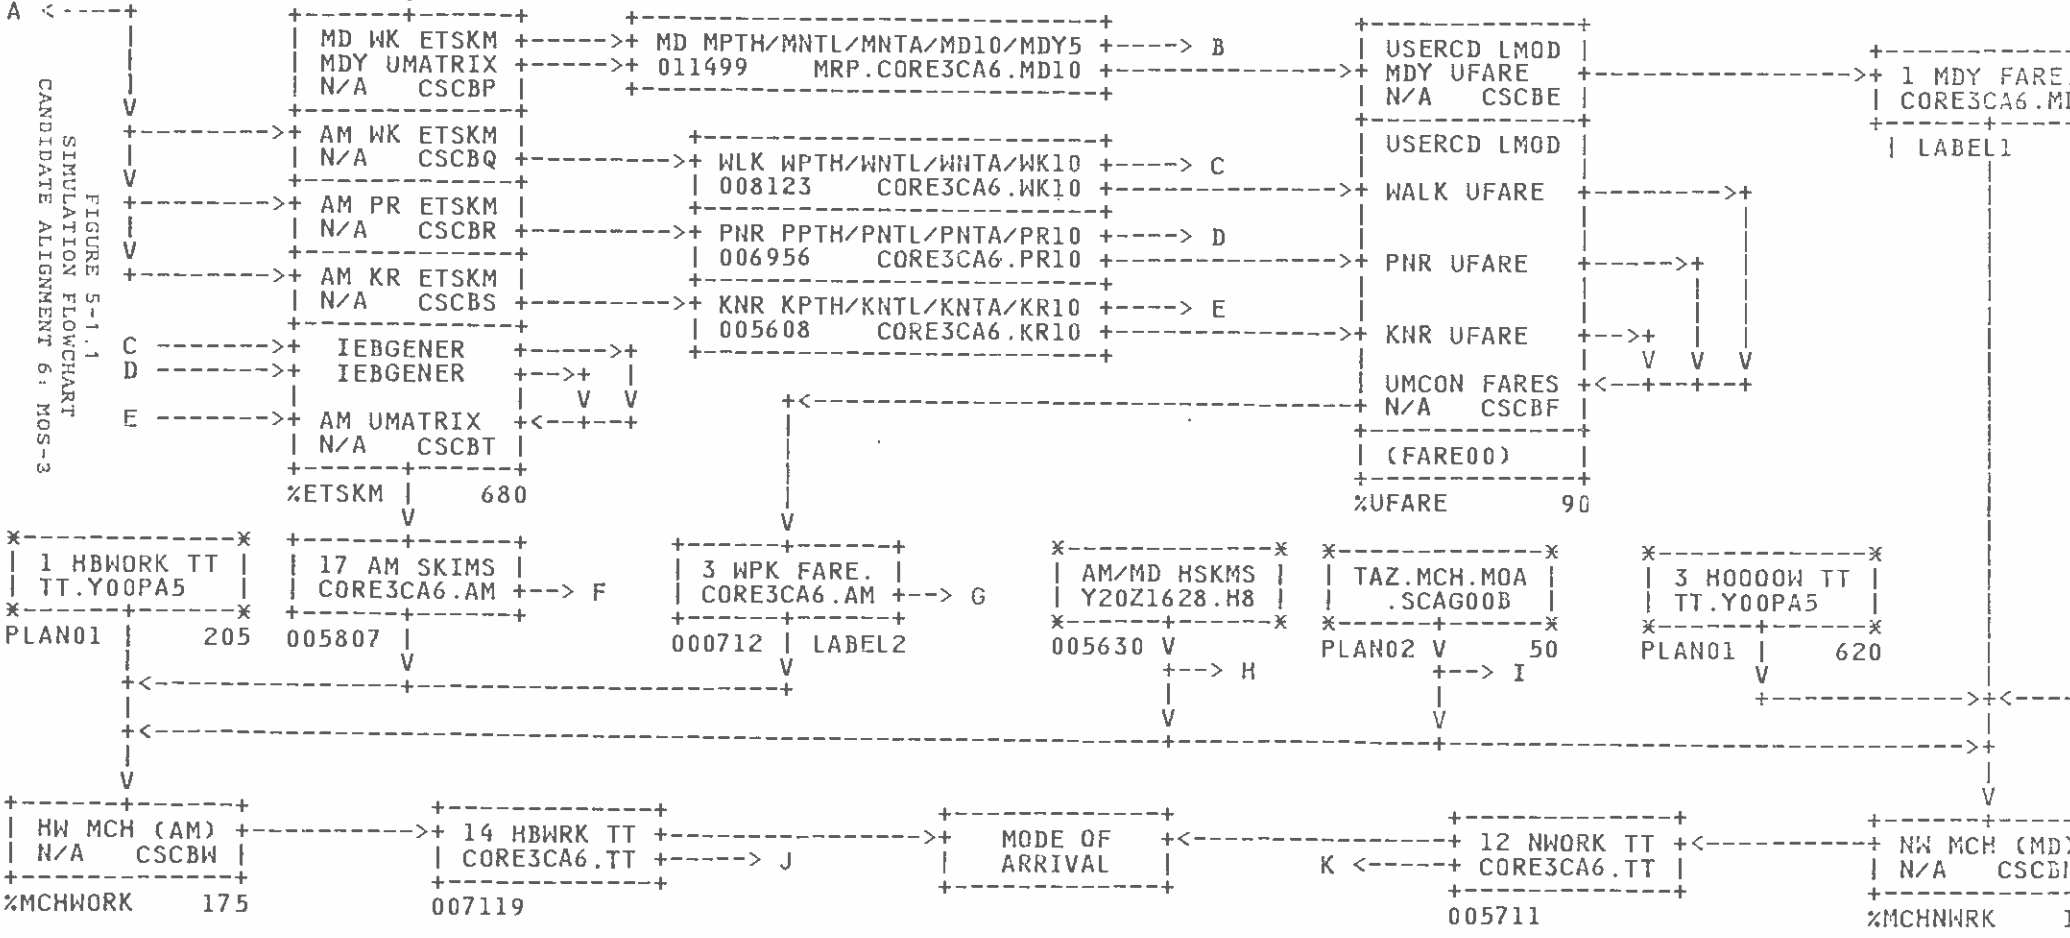 A
FIGURE 5-1.1
SIMULATION FLOWCHART
CANDIDATE ALIGNMENT 6: MOS-3
MD WK ETSKM
MDY UMATRIX
N/A CSCBP
AM WK ETSKM
N/A CSCBQ
AM PR ETSKM
N/A CSCBR
AM KR ETSKM
N/A CSCBS
C
IEBGENER
D
IEBGENER
E
AM UMATRIX
N/A CSCBT
%ETSKM 680
MD MPTH/MNTL/MNTA/MD10/MDY5
B
011499 MRP.CORE3CA6.MD10
WLK WPTH/WNTL/WNTA/WK10
C
008123 CORE3CA6.WK10
PNR PPTH/PNTL/PNTA/PR10
D
006956 CORE3CA6.PR10
KNR KPTH/KNTL/KNTA/KR10
E
005608 CORE3CA6.KR10
USERCD LMOD
MDY UFARE
N/A CSCBE
USERCD LMOD
WALK UFARE
PNR UFARE
KNR UFARE
UMCON FARES
N/A CSCBF
(FARE00)
%UFARE 90
1 MDY FARE.
CORE3CA6.
LABEL1
1 HBWORK TT
TT.Y00PA5
PLAN01 205
17 AM SKIMS
CORE3CA6.AM
F
005807
3 WPK FARE.
CORE3CA6.AM
G
000712 LABEL2
AM/MD HSKMS
Y20Z1628.H8
005630
H
TAZ.MCH.MOA
.SCAG00B
PLAN02 50
I
3 HOOOOW TT
TT.Y00PA5
PLAN01 620
HW MCH (AM)
N/A CSCBW
%MCHWORK 175
14 HBWRK TT
CORE3CA6.TT
J
007119
MODE OF
ARRIVAL
12 NWORK TT
K
CORE3CA6.TT
005711
NW MCH (MD)
N/A
%MCHNWRK